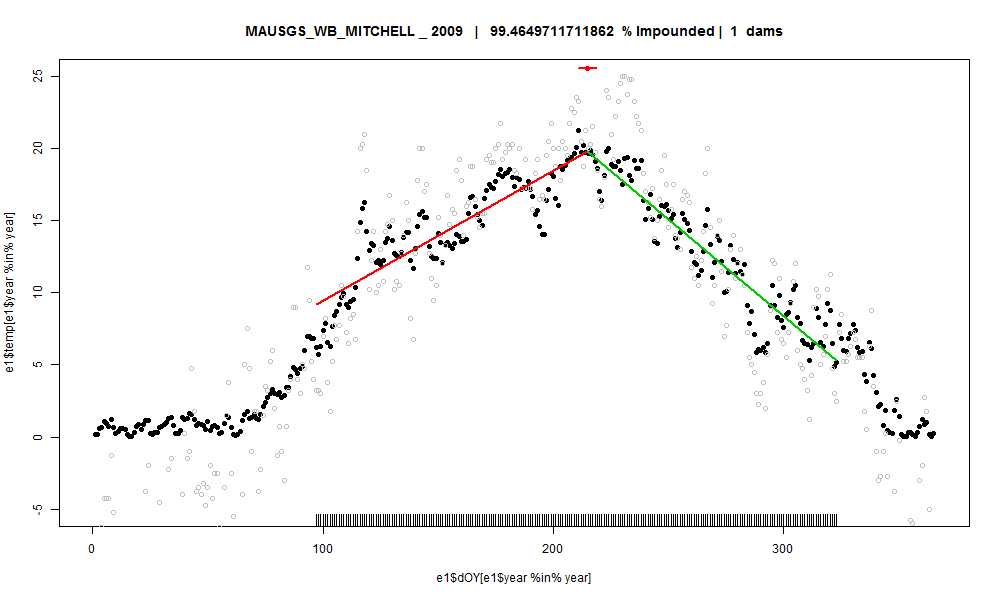 MAUSGS_WB_MITCHELL _ 2009 | 99.4649711711862 % Impounded | 1 dams
25
20
15
10
5
0
-5
e1$temp[e1$year %in% year]
0 100 200 300
e1$dOY[e1$year %in% year]